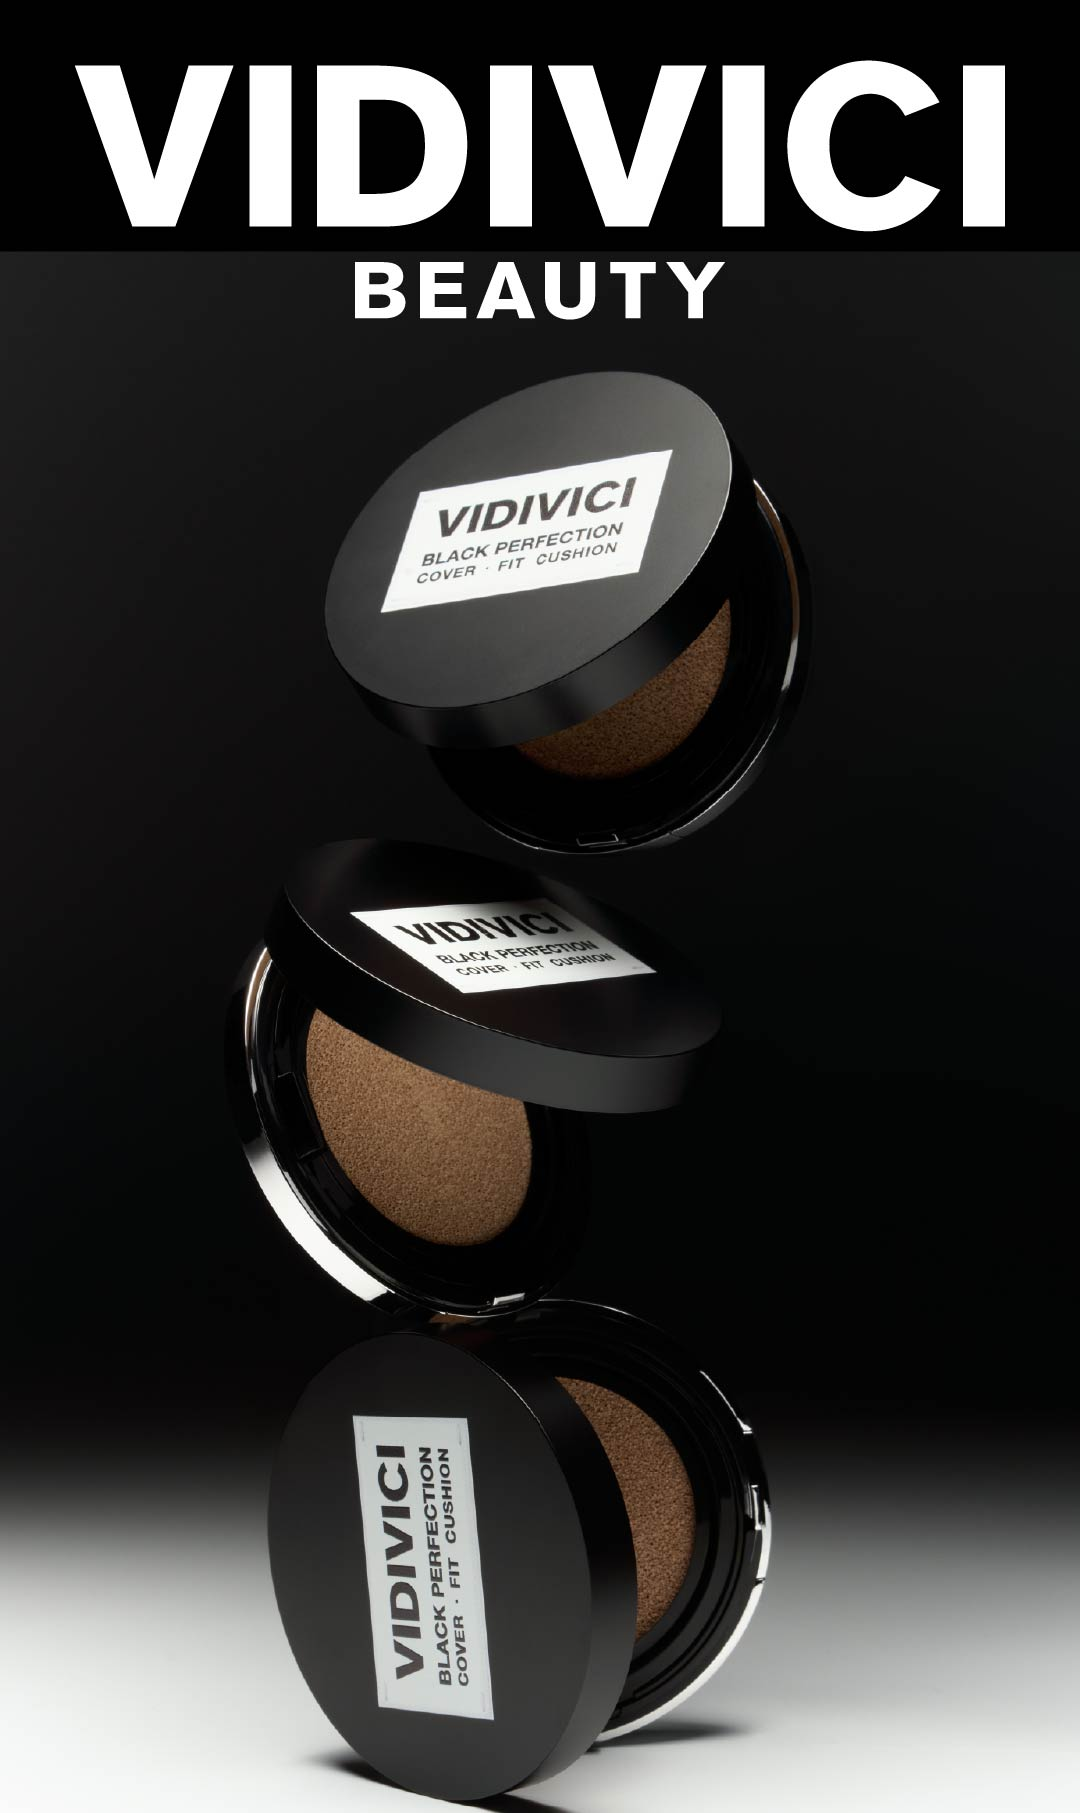 VIDIVICI
BEAUTY
VIDIVICI
BLACK PERFECTION
COVER · FIT CUSHION
VIDIVICI
BLACK PERFECTION
COVER · FIT CUSHION
VIDIVICI
BLACK PERFECTION
COVER · FIT CUSHION